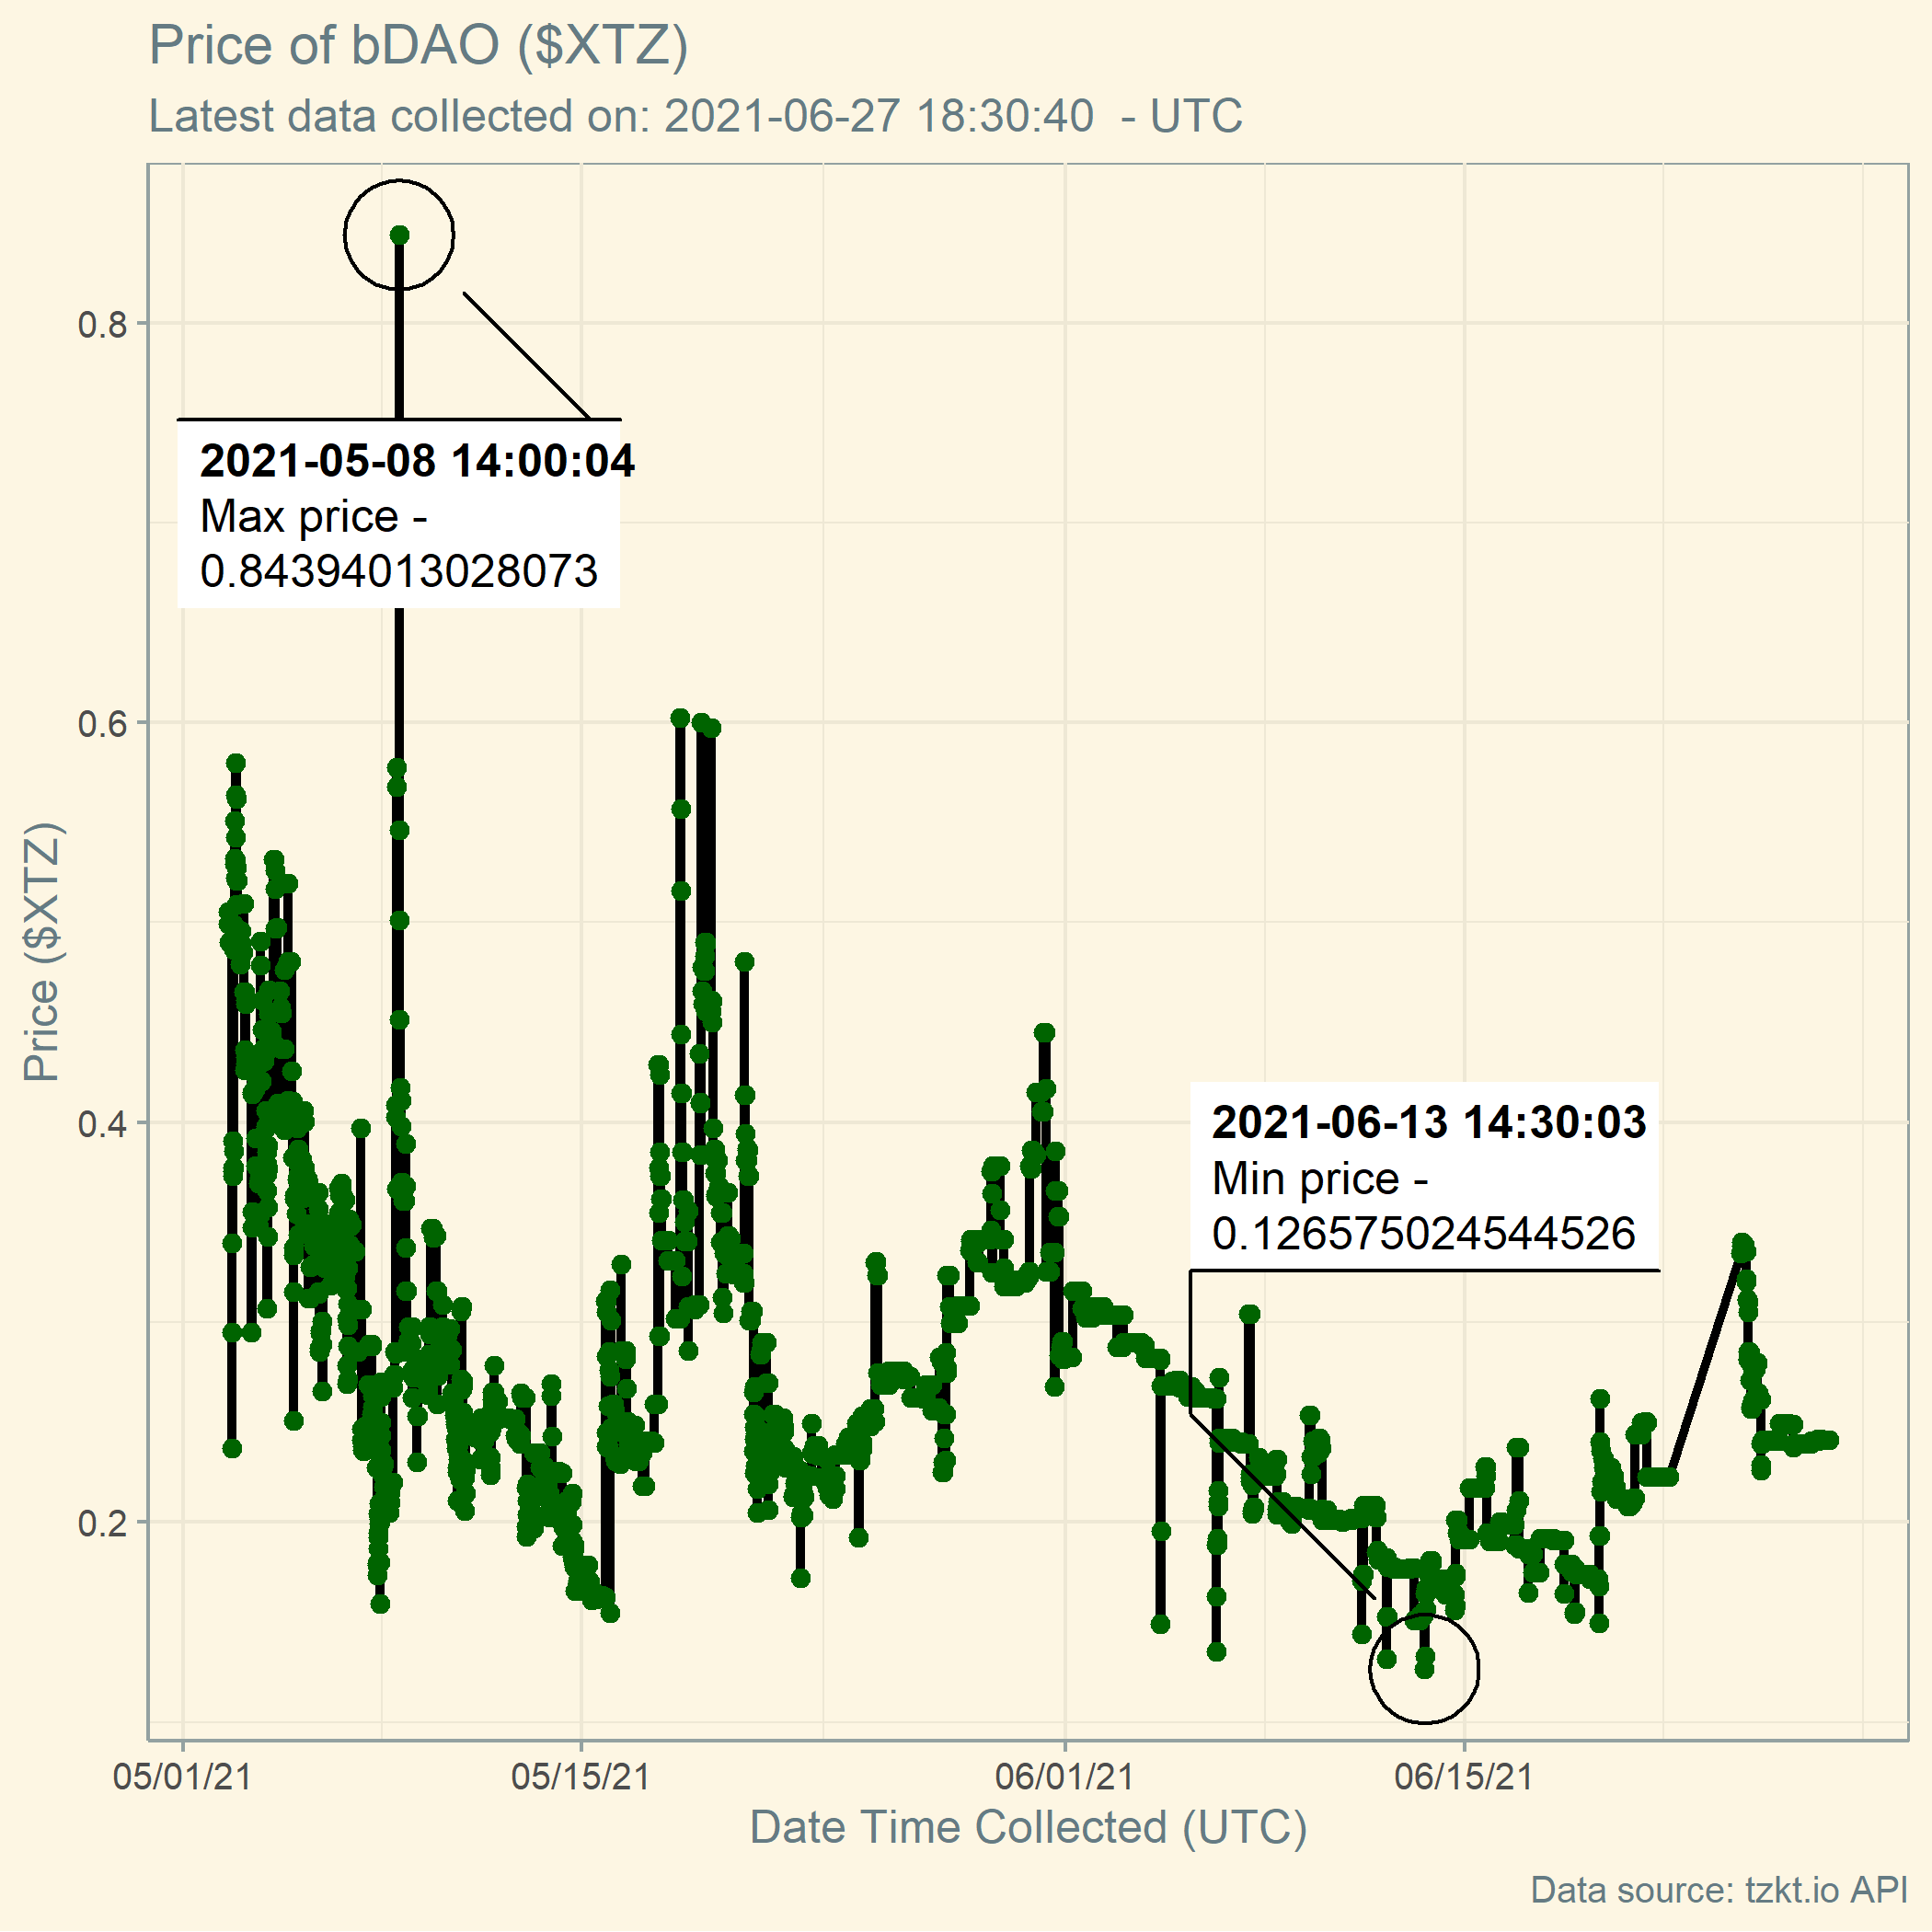 Price of bDAO ($XTZ)
Latest data collected on: 2021-06-27 18:30:40  - UTC
0.8
2021-05-08 14:00:04
Max price -
0.84394013028073
0.6
Price ($XTZ)
0.4
2021-06-13 14:30:03
Min price -
0.126575024544526
0.2
05/01/21
05/15/21
06/01/21
06/15/21
Date Time Collected (UTC)
Data source: tzkt.io API